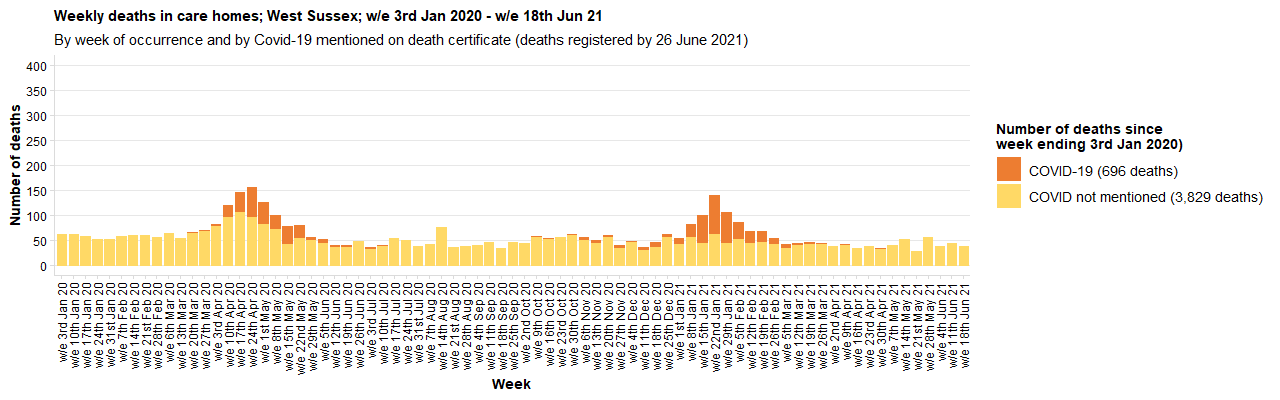 Weekly deaths in care homes; West Sussex; w/e 3rd Jan 2020 - w/e 18th Jun 21
By week of occurrence and by Covid-19 mentioned on death certificate (deaths registered by 26 June 2021)
Number of deaths
400
350
300
250
200
150
100
50
0
w/e 3rd Jan 20
w/e 10th Jan 20
w/e 17th Jan 20
w/e 24th Jan 20
w/e 31st Jan 20
w/e 7th Feb 20
w/e 14th Feb 20
w/e 21st Feb 20
w/e 28th Feb 20
w/e 6th Mar 20
w/e 13th Mar 20
w/e 20th Mar 20
w/e 27th Mar 20
w/e 3rd Apr 20
w/e 10th Apr 20
w/e 17th Apr 20
w/e 24th Apr 20
w/e 1st May 20
w/e 8th May 20
w/e 15th May 20
w/e 22nd May 20
w/e 29th May 20
w/e 5th Jun 20
w/e 12th Jun 20
w/e 19th Jun 20
w/e 26th Jun 20
w/e 3rd Jul 20
w/e 10th Jul 20
w/e 17th Jul 20
w/e 24th Jul 20
w/e 31st Jul 20
w/e 7th Aug 20
w/e 14th Aug 20
w/e 21st Aug 20
w/e 28th Aug 20
w/e 4th Sep 20
w/e 11th Sep 20
w/e 18th Sep 20
w/e 25th Sep 20
w/e 2nd Oct 20
w/e 9th Oct 20
w/e 16th Oct 20
w/e 23rd Oct 20
w/e 30th Oct 20
w/e 6th Nov 20
w/e 13th Nov 20
w/e 20th Nov 20
w/e 27th Nov 20
w/e 4th Dec 20
w/e 11th Dec 20
w/e 18th Dec 20
w/e 25th Dec 20
w/e 1st Jan 21
w/e 8th Jan 21
w/e 15th Jan 21
w/e 22nd Jan 21
w/e 29th Jan 21
w/e 5th Feb 21
w/e 12th Feb 21
w/e 19th Feb 21
w/e 26th Feb 21
w/e 5th Mar 21
w/e 12th Mar 21
w/e 19th Mar 21
w/e 26th Mar 21
w/e 2nd Apr 21
w/e 9th Apr 21
w/e 16th Apr 21
w/e 23rd Apr 21
w/e 30th Apr 21
w/e 7th May 21
w/e 14th May 21
w/e 21st May 21
w/e 28th May 21
w/e 4th Jun 21
w/e 11th Jun 21
w/e 18th Jun 21
Week
Number of deaths since
week ending 3rd Jan 2020)
COVID-19 (696 deaths)
COVID not mentioned (3,829 deaths)